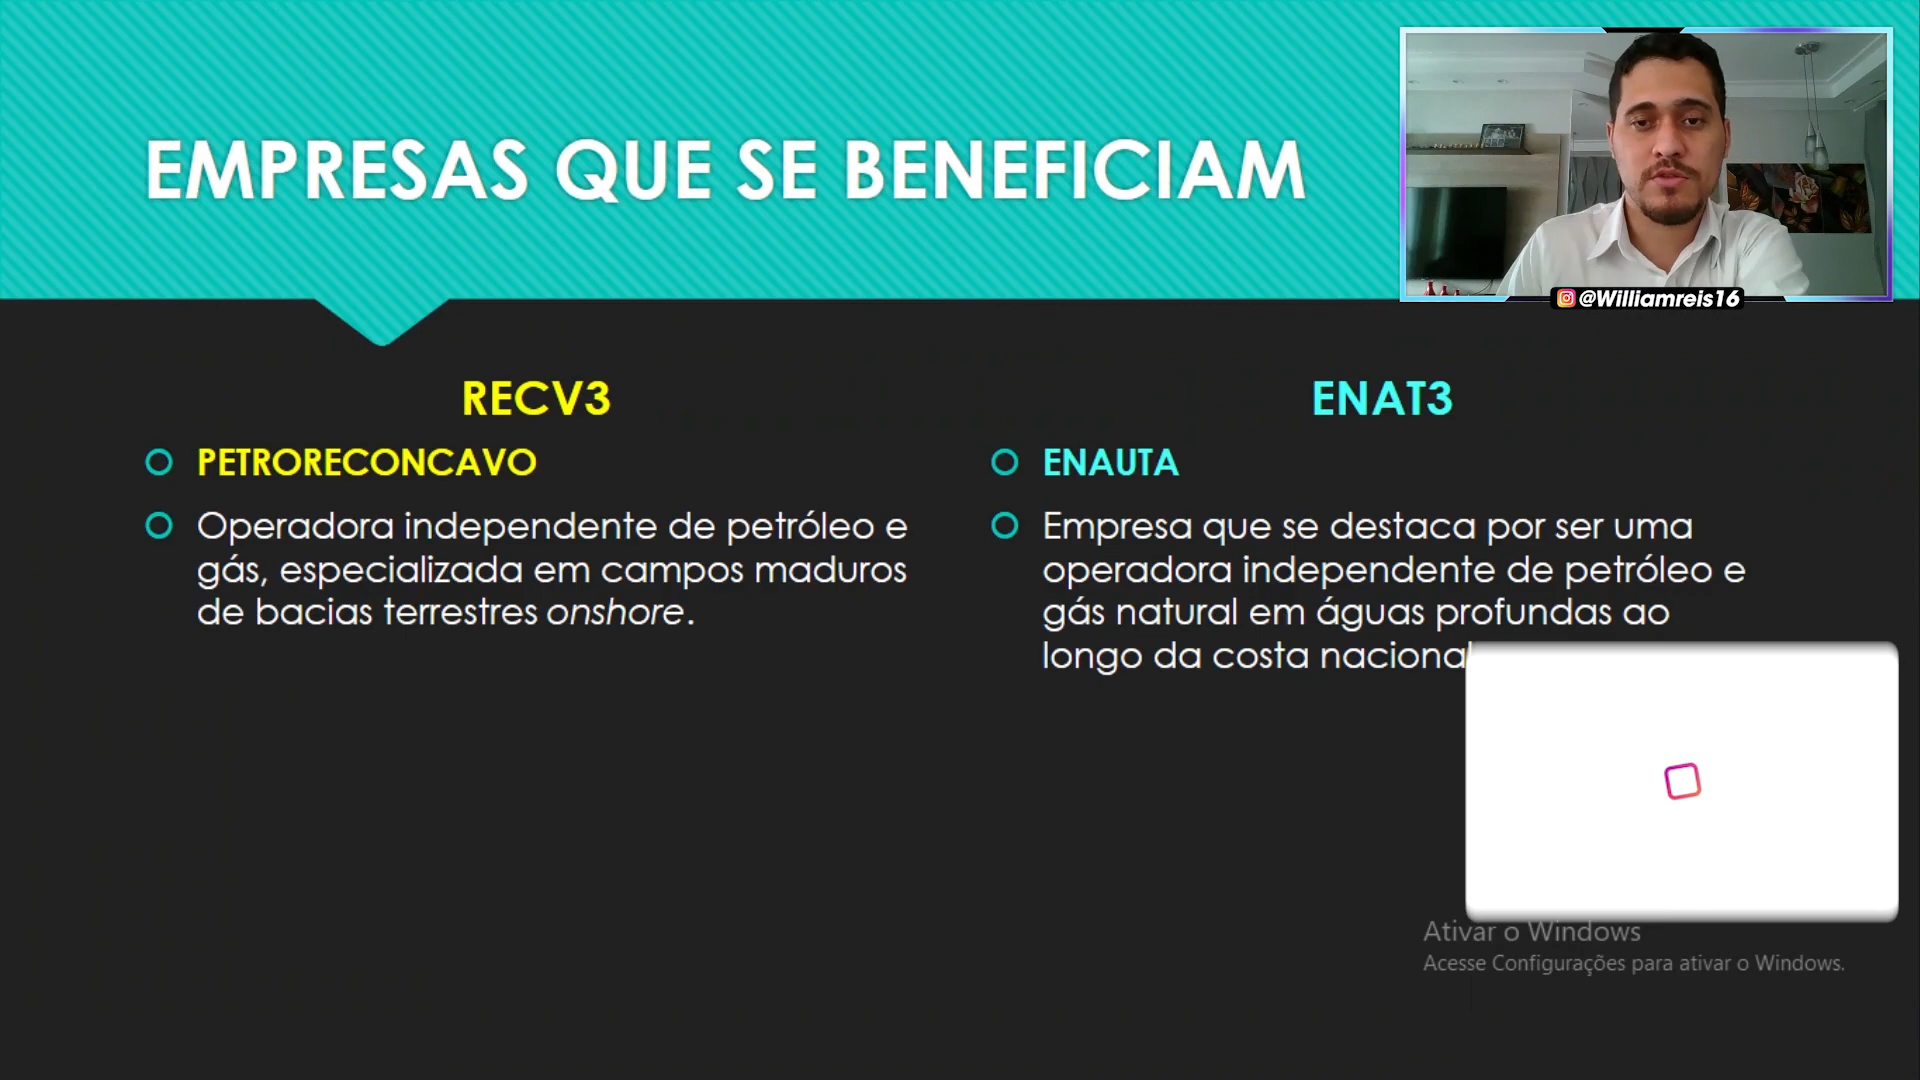 EMPRESAS QUE SE BENEFICIAM
@Williamreis16
RECV3
PETRORECONCAVO
Operadora independente de petróleo e
gás, especializada em campos maduros
de bacias terrestres onshore.
ENAT3
ENAUTA
Empresa que se destaca por ser uma
operadora independente de petróleo e
gás natural em águas profundas ao
longo da costa nacional
Ativar o Windows
Acesse Configurações para ativar o Windows.